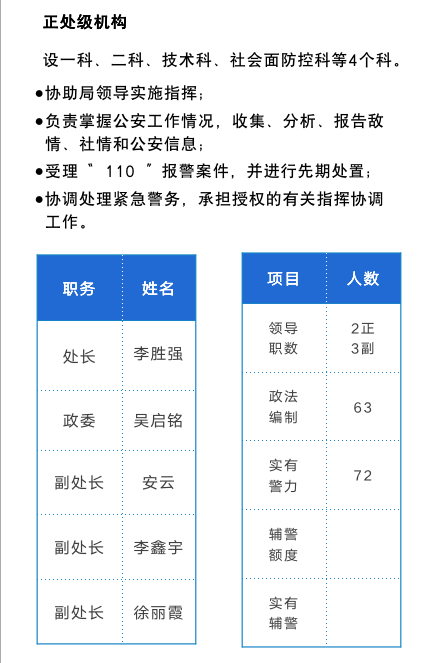 正处级机构
设一科、二科、技术科、社会面防控科等4个科。
●协助局领导实施指挥；
●负责掌握公安工作情况，收集、分析、报告敌
情、社情和公安信息；
●受理〝 110 〞报警案件，并进行先期处置；
●协调处理紧急警务，承担授权的有关指挥协调
工作。
职务 姓名
处长 李胜强
政委 吴启铭
副处长 安云
副处长 李鑫宇
副处长 徐丽霞
项目 人数
领导 2正
职数 3副
政法
编制 63
实有
警力 72
辅警
额度
实有
辅警